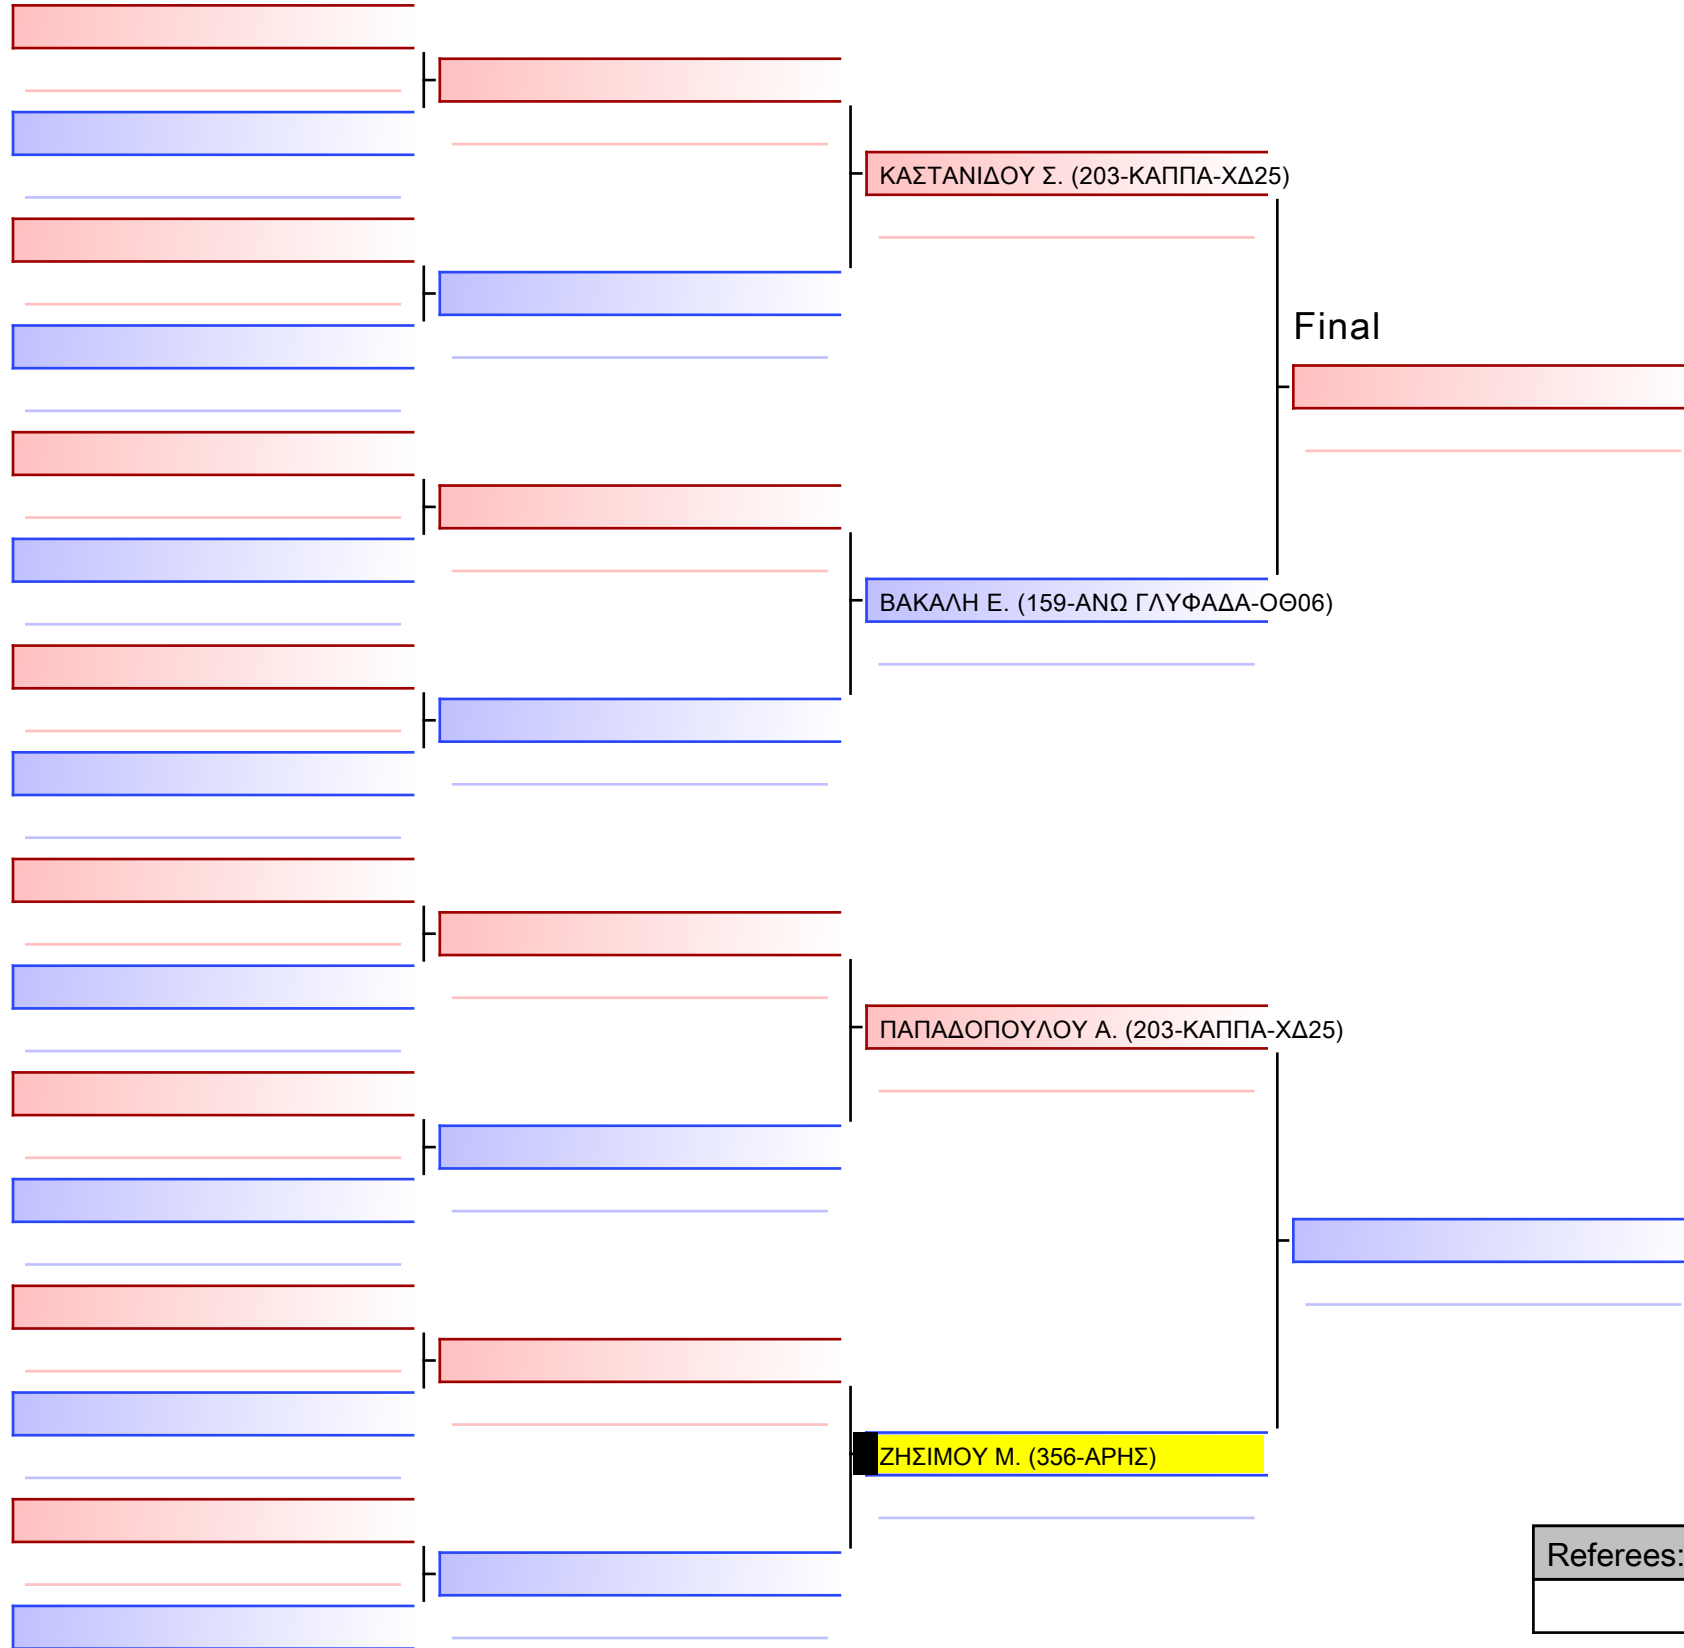 ΚΑΣΤΑΝΙΔΟΥ Σ. (203-ΚΑΠΠΑ-ΧΔ25)
Final
ΒΑΚΑΛΗ Ε. (159-ΑΝΩ ΓΛΥΦΑΔΑ-ΟΘ06)
ΠΑΠΑΔΟΠΟΥΛΟΥ Α. (203-ΚΑΠΠΑ-ΧΔ25)
ΖΗΣΙΜΟΥ Μ. (356-ΑΡΗΣ)
Referees: